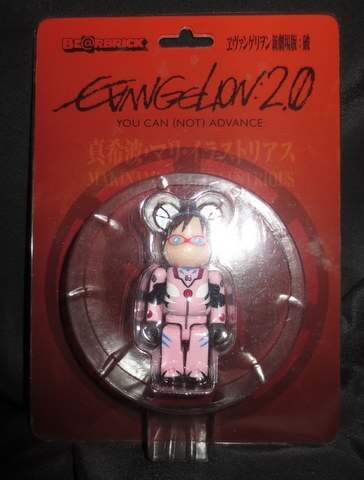 BE@RBRICK
ヱヴァンゲリヲン 新劇場版:破
EVANGELION:2.0
YOU CAN (NOT) ADVANCE.
真希波・マリ・イラストリアス